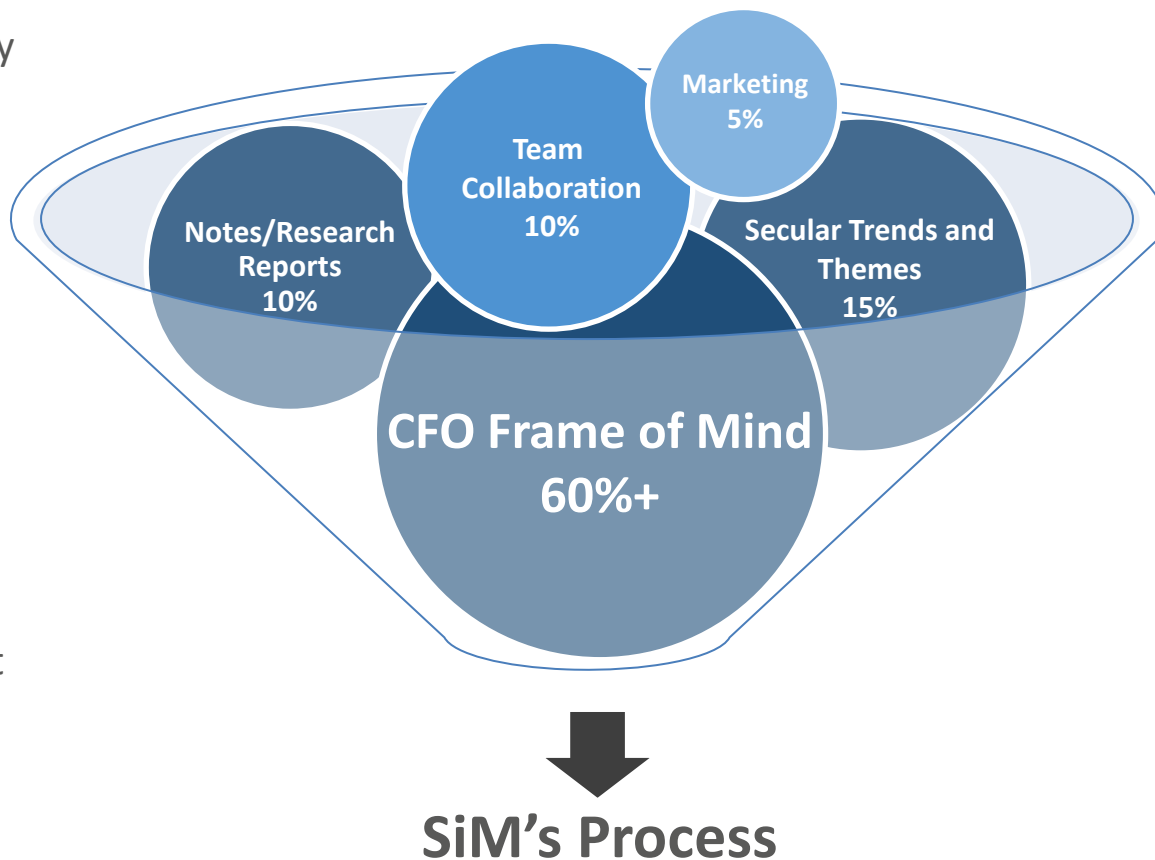 y
Marketing
5%
Team
Collaboration
10%
Notes/Research
Reports
10%
Secular Trends and
Themes
15%
CFO Frame of Mind
60%+
t
SiM’s Process